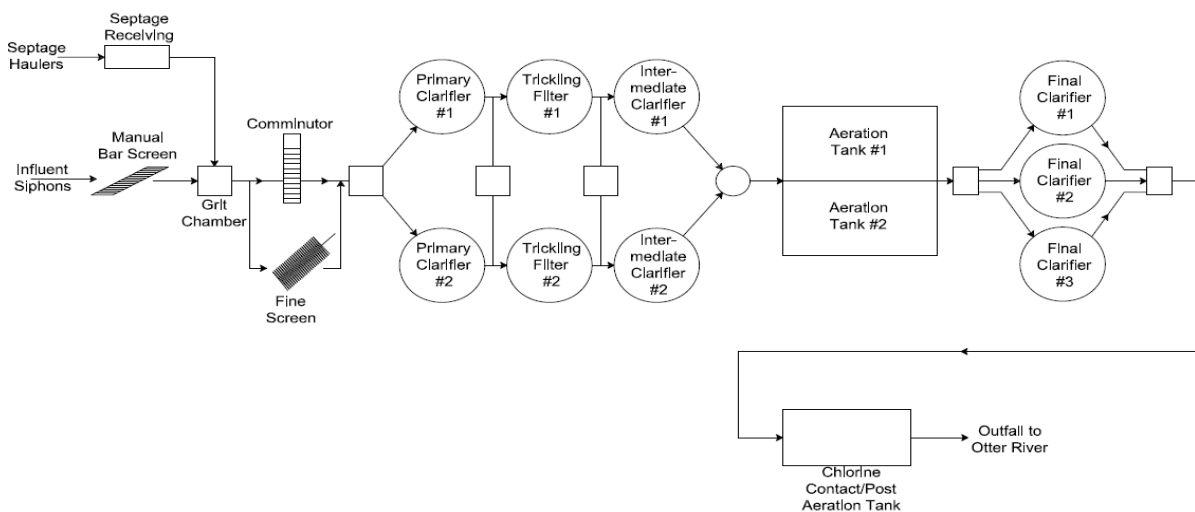 Septage
Receiving
Septage
Haulers
Manual
Bar Screen
Influent
Siphons
Grit
Chamber
Comminutor
Fine
Screen
Primary
Clarifier
#1
Trickling
Filter
#1
Inter-
mediate
Clarifier
#1
Primary
Clarifier
#2
Trickling
Filter
#2
Inter-
mediate
Clarifier
#2
Aeration
Tank #1
Aeration
Tank #2
Final
Clarifier
#1
Final
Clarifier
#2
Final
Clarifier
#3
Outfall to
Otter River
Chlorine
Contact/Post
Aeration Tank